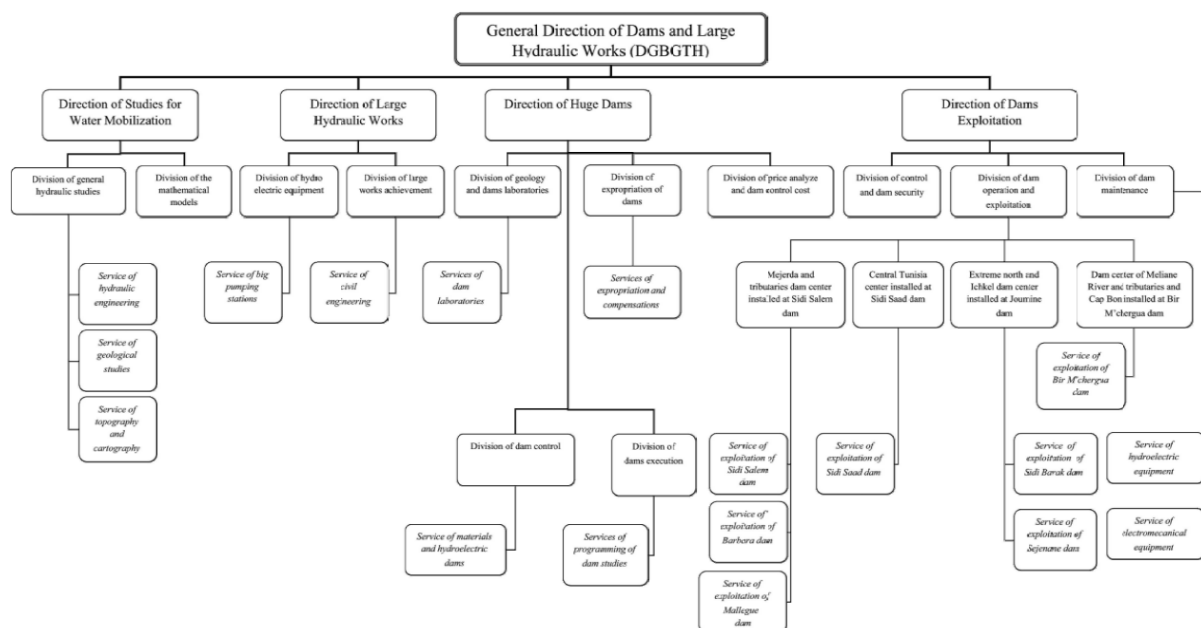 General Direction of Dams and Large
Hydraulic Works (DGBGTH)
Direction of Studies for
Water Mobilization
Direction of Large
Hydraulic Works
Direction of Huge Dams
Direction of Dams
Exploitation
Division of general
hydraulic studies
Division of the
mathematical
models
Division of hydro
electric equipment
Division of large
works achievement
Division of geology
and dams laboratories
Division of
expropriation of
dams
Division of price analyze
and dam control cost
Division of control
and dam security
Division of dam
operation and
exploitation
Division of dam
maintenance
Service of
hydraulic
engineering
Service of big
pumping
stations
Service of
civil
engineering
Services of
dam
laboratories
Services of
expropriation and
compensations
Mejerda and
tributaries dam center
installed at Sidi Salem
dam
Central Tunisia
center installed at
Sidi Saad dam
Extreme north and
Ichkel dam center
installed at Joumine
dam
Dam center of Meliane
River and tributaries and
Cap Bon installed at Bir
M'chergua dam
Service of
geological
studies
Service of
exploitation of
Bir M'chergua
dam
Service of
topography
and
cartography
Division of dam control
Division of
dams execution
Service of
exploitation of
Sidi Salem
dam
Service of
exploitation of
Sidi Saad dam
Service of
exploitation of
Sidi Barak dam
Service of
hydroelectric
equipment
Service of materials
and hydroelectric
dams
Services of
programming of
dam studies
Service of
exploitation of
Barbara dam
Service of
exploitation of
Sejenane dam
Service of
electromecanical
equipment
Service of
exploitation of
Mallegue
dam